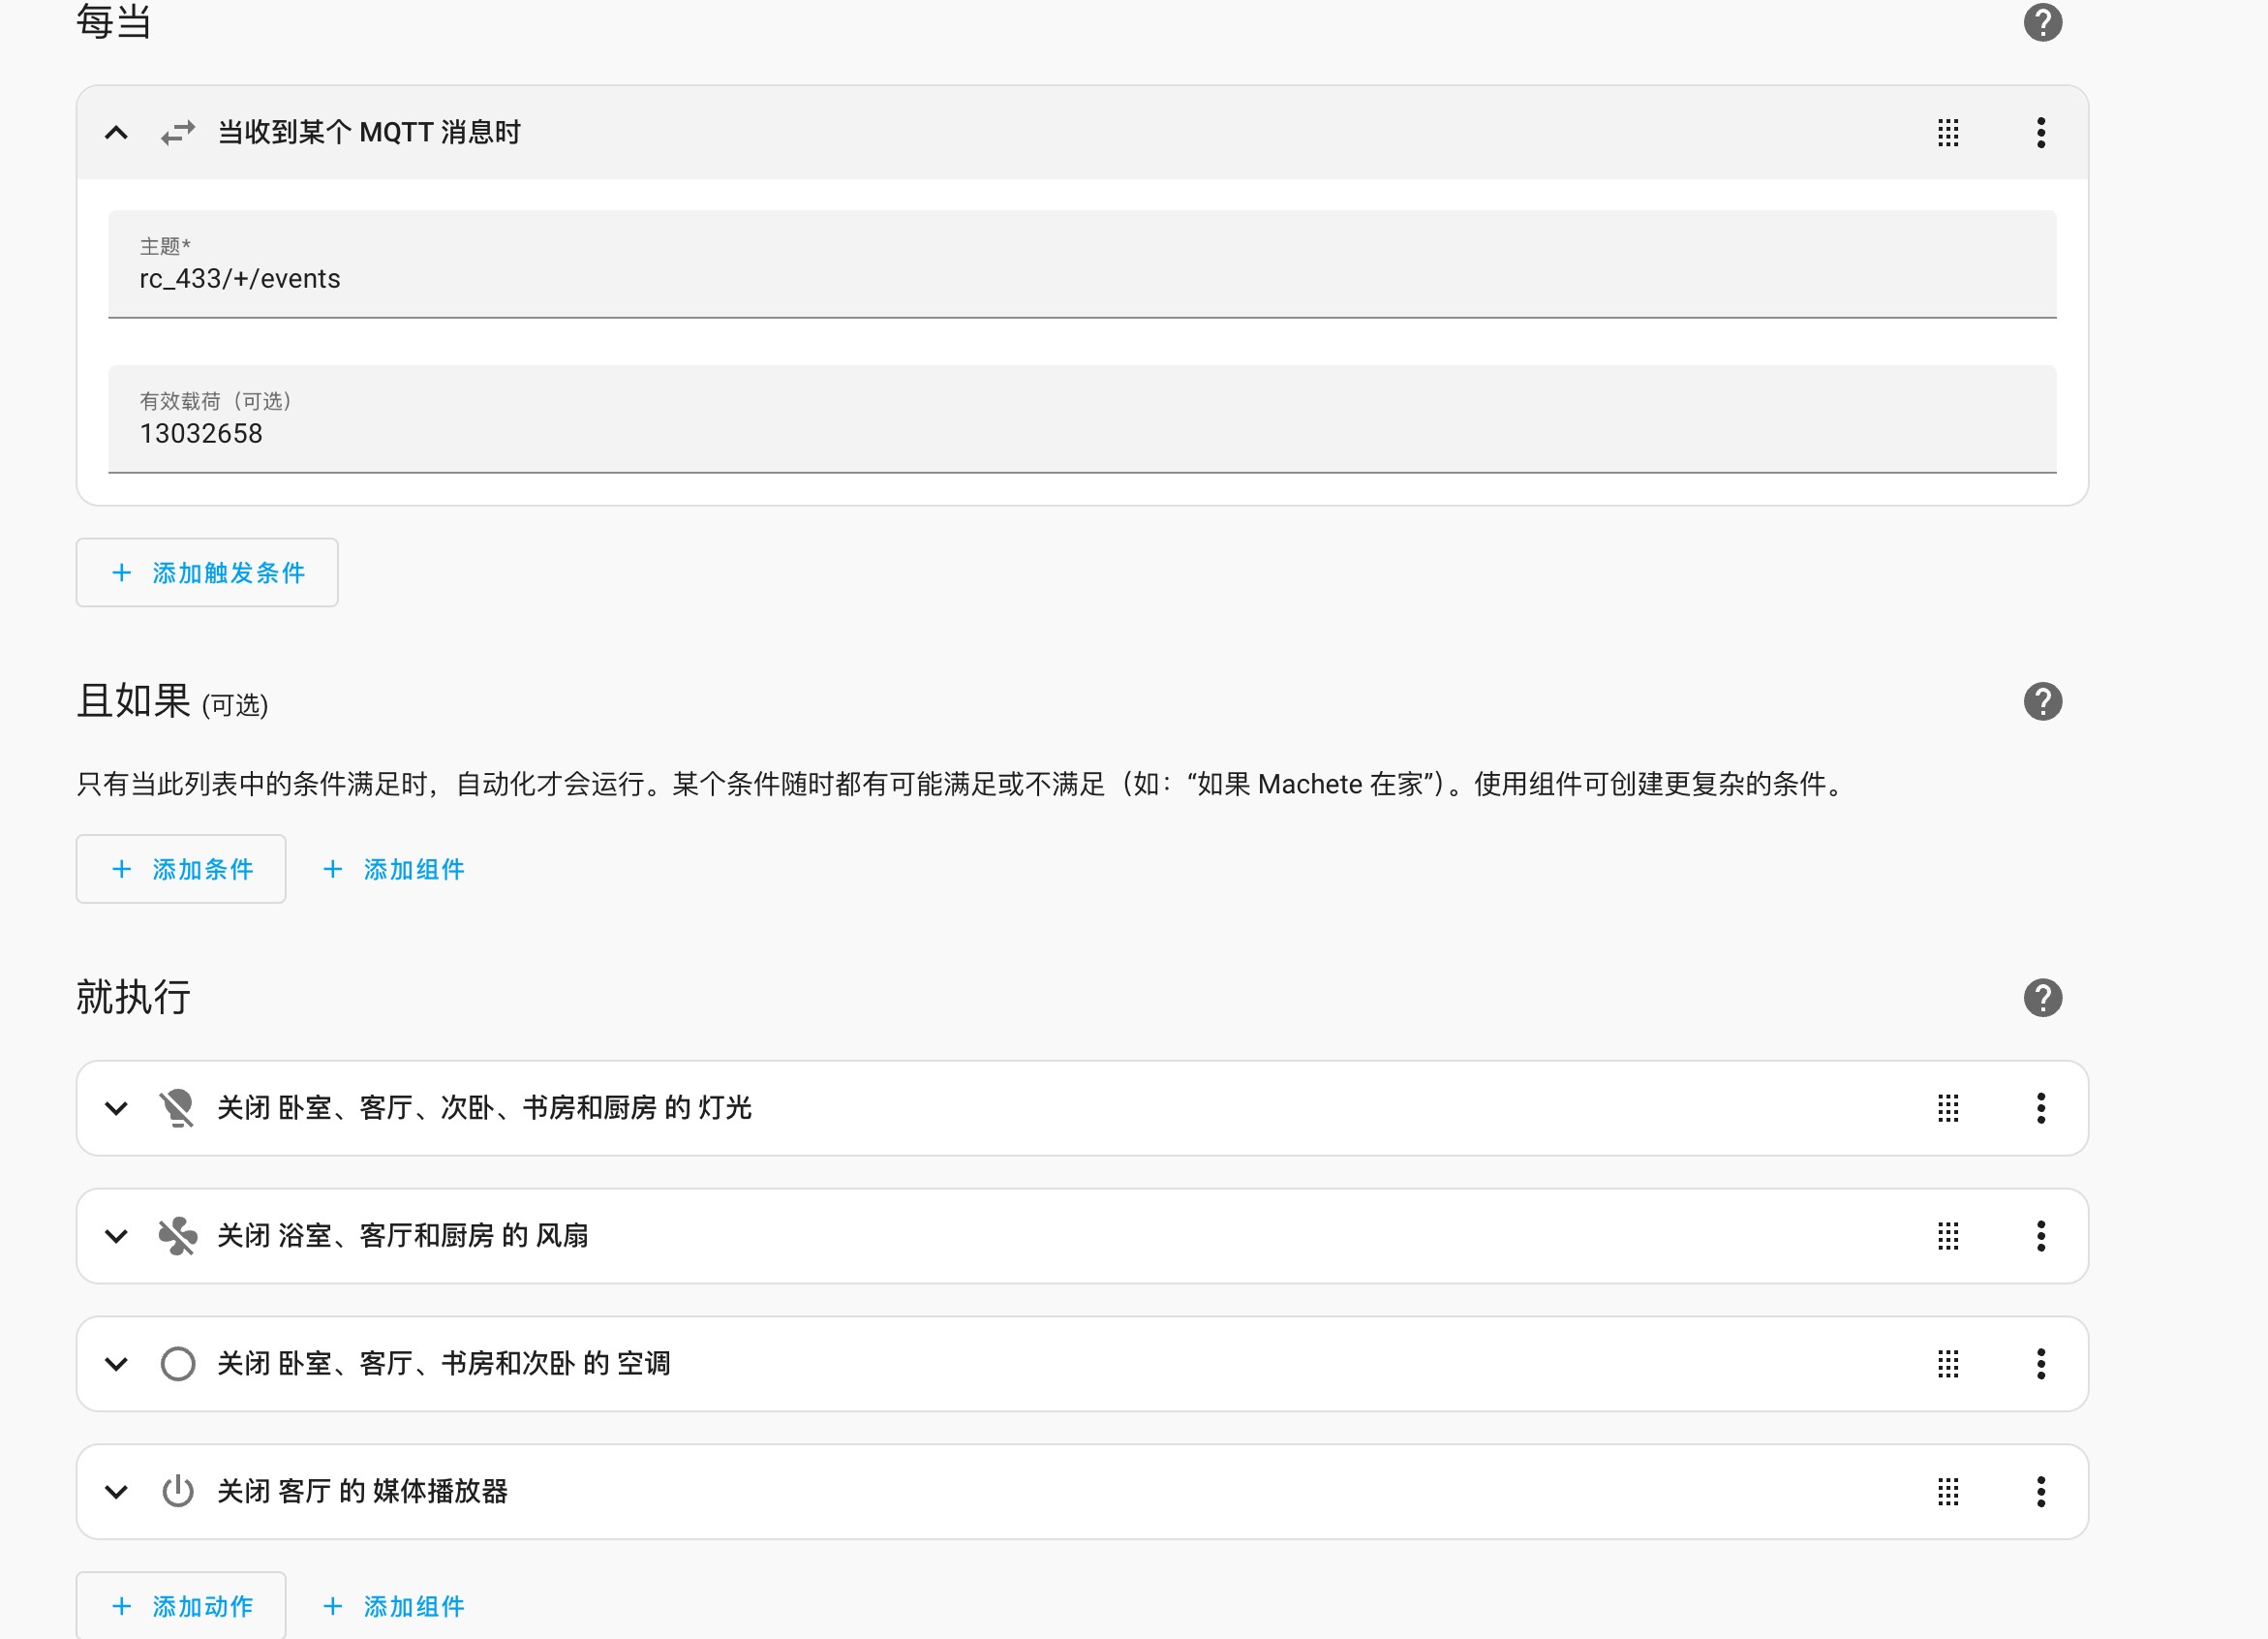 每当
当收到某个 MQTT 消息时
主题*
rc_433/+/events
有效载荷（可选）
13032658
添加触发条件
且如果 (可选)
只有当此列表中的条件满足时，自动化才会运行。某个条件随时都有可能满足或不满足（如：“如果 Machete 在家”）。使用组件可创建更复杂的条件。
添加条件 添加组件
就执行
关闭 卧室、客厅、次卧、书房和厨房 的 灯光
关闭 浴室、客厅和厨房 的 风扇
关闭 卧室、客厅、书房和次卧 的 空调
关闭 客厅 的 媒体播放器
添加动作 添加组件